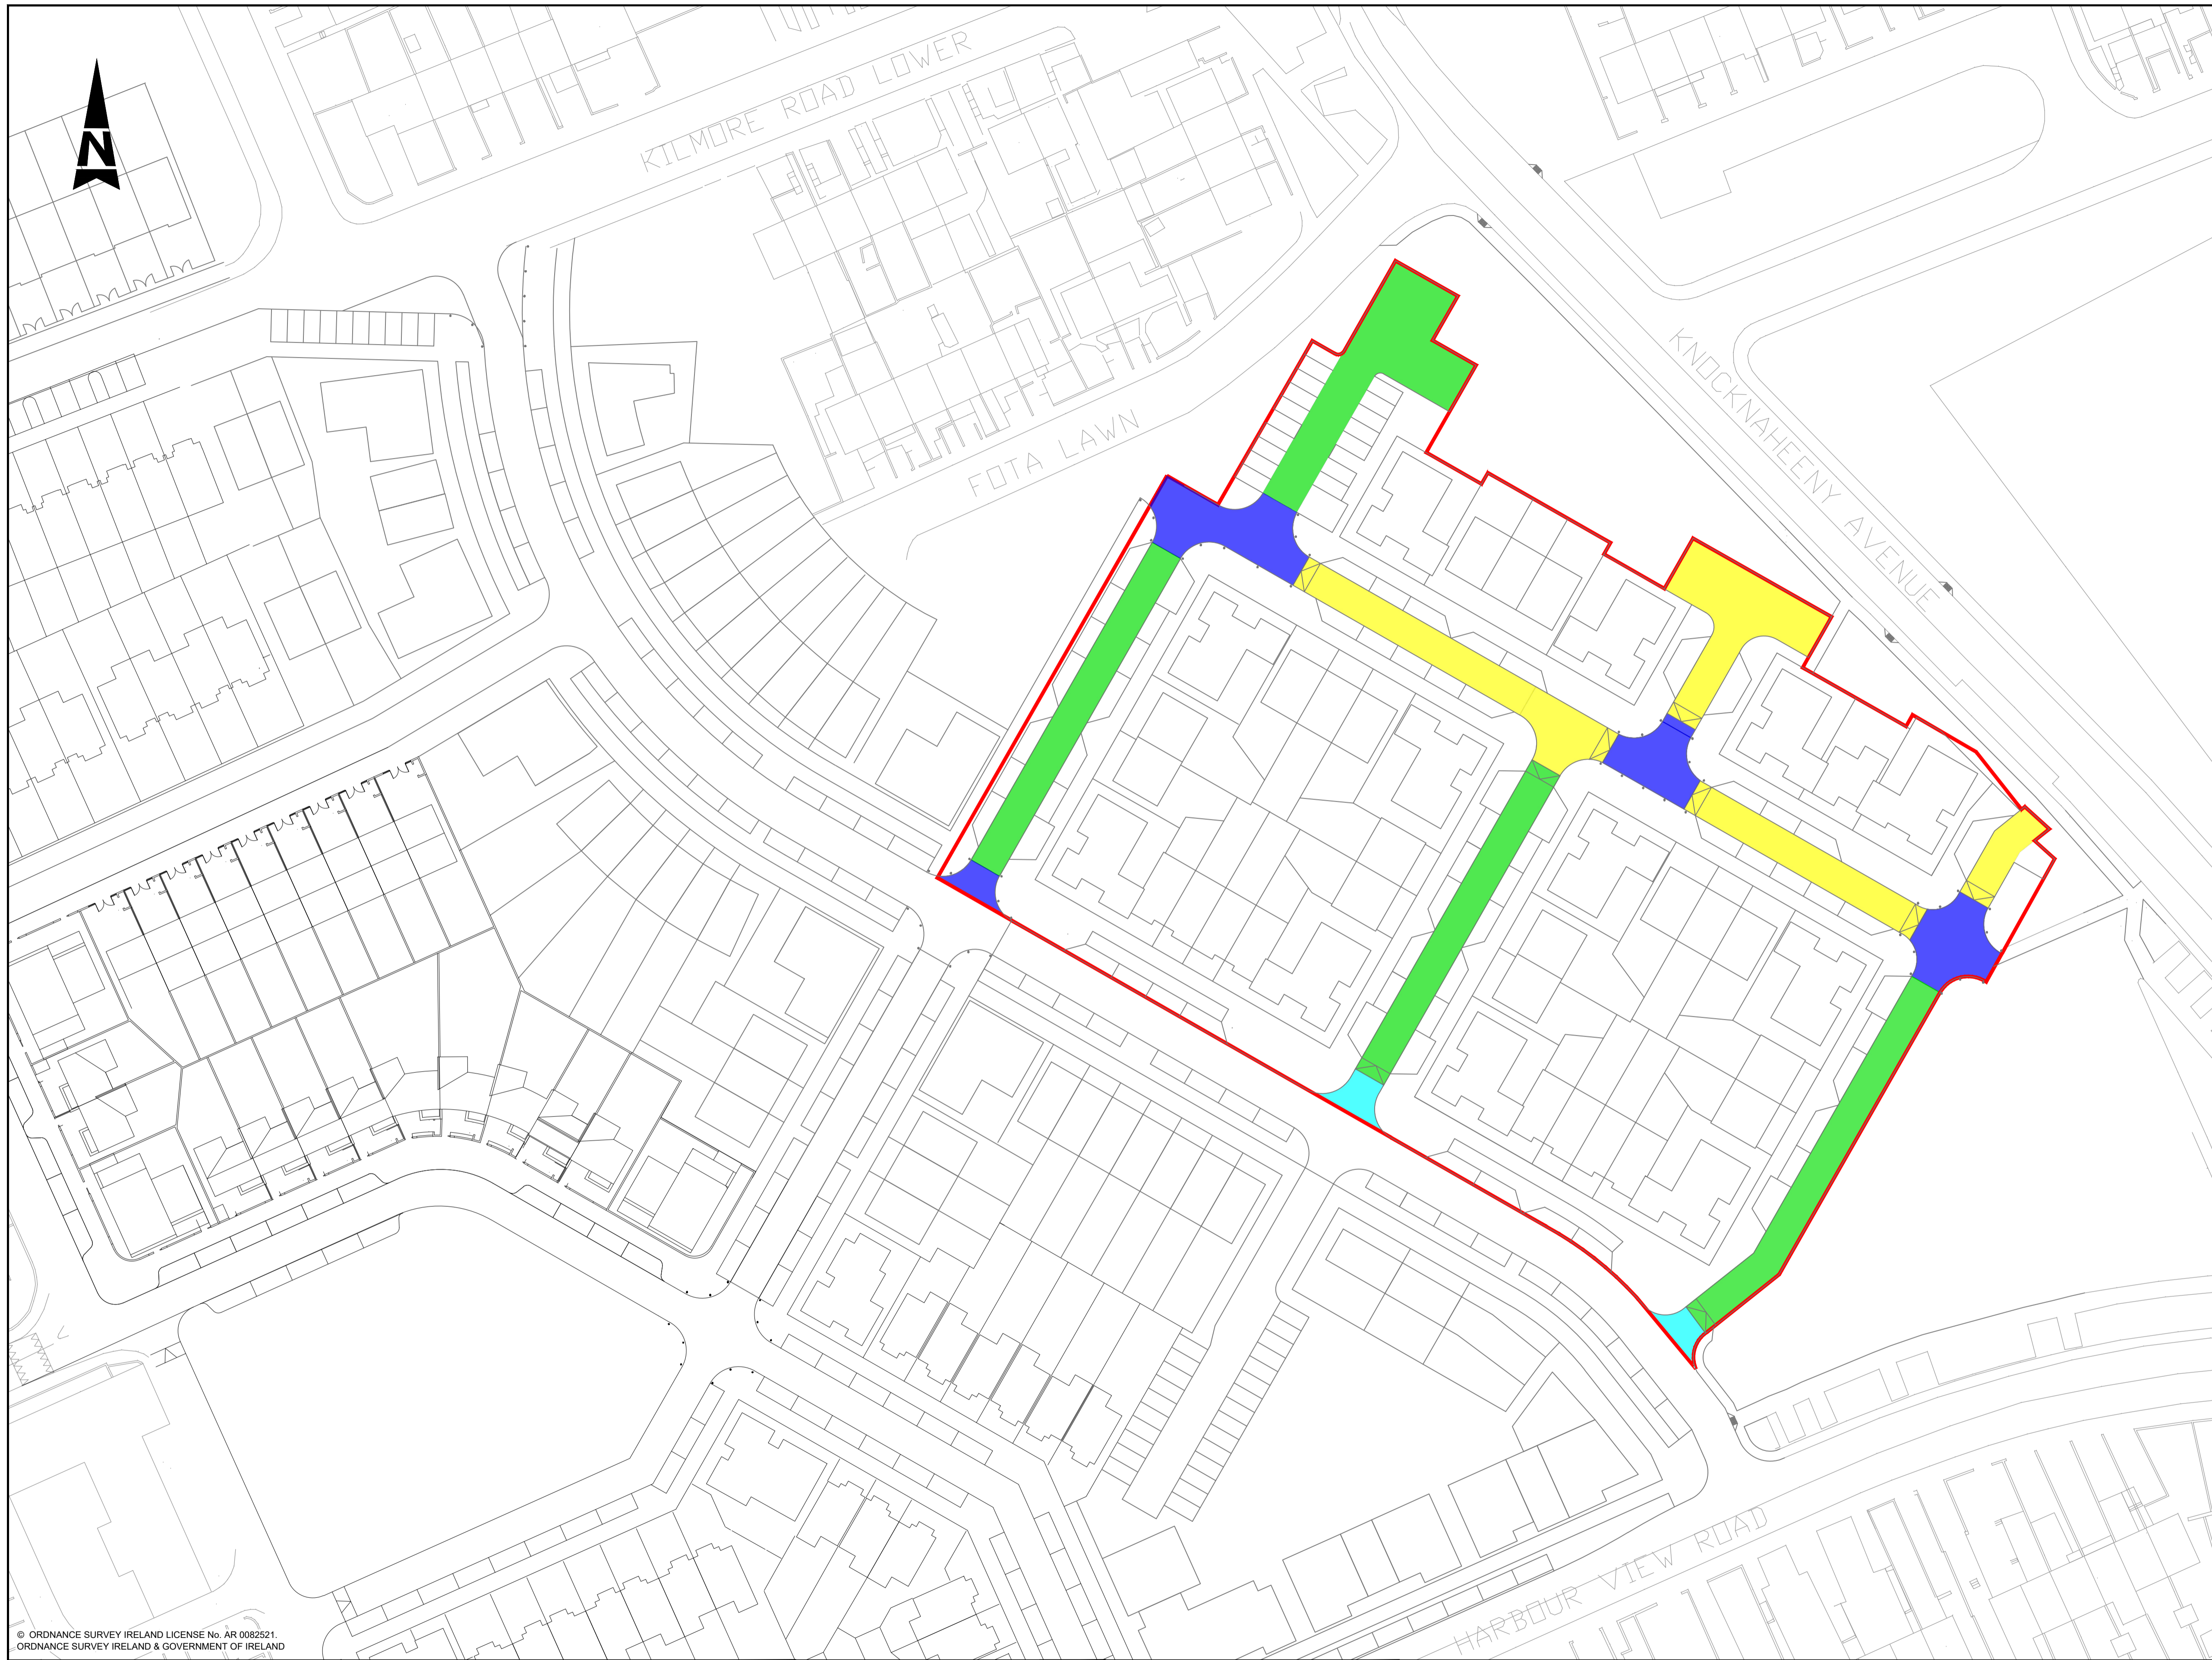 N
KILMORE ROAD LOWER
FOTA LAWN
KNOCKNAHEENY AVENUE
HARBOUR VIEW ROAD
© ORDNANCE SURVEY IRELAND LICENSE No. AR 0082521.
ORDNANCE SURVEY IRELAND & GOVERNMENT OF IRELAND